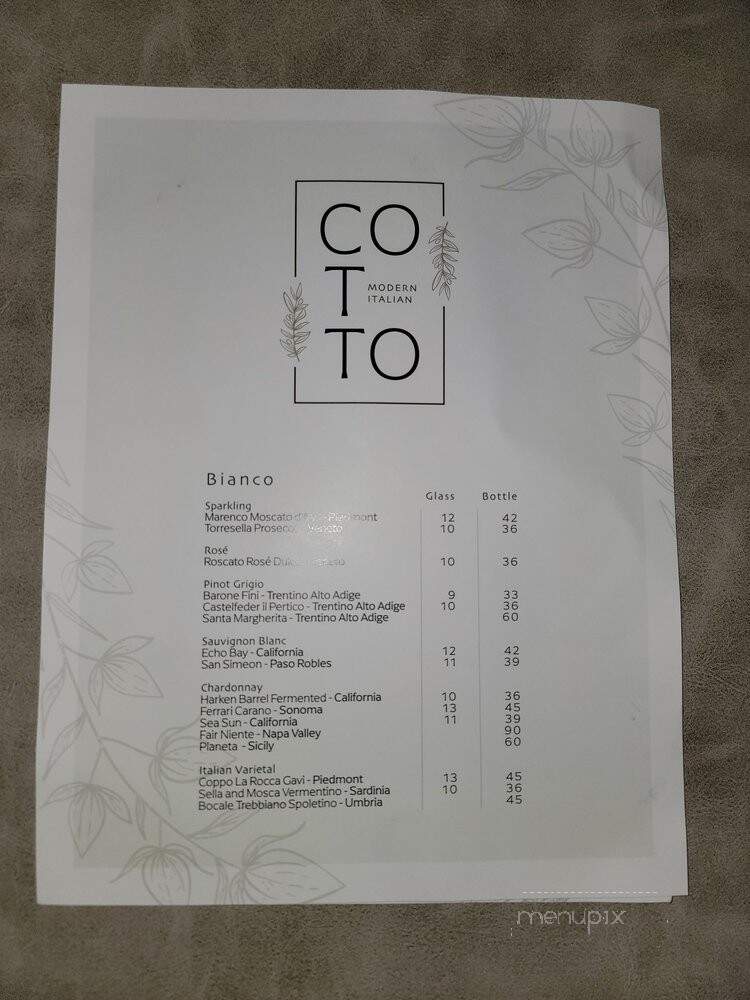 CO
T
MODERN
ITALIAN
TO
Bianco
Glass Bottle
Sparkling
Marenco Moscato - Piedmont 12 42
Torresella Prosecco Veneto 10 36
Rosé
Roscato Rosé 10 36
Pinot Grigio
Barone Fini - Trentino Alto Adige 9 33
Castelfeder il Pertico - Trentino Alto Adige 10 36
Santa Margherita - Trentino Alto Adige 60
Sauvignon Blanc
Echo Bay - California 12 42
San Simeon - Paso Robles 11 39
Chardonnay
Harken Barrel Fermented - California 10 36
Ferrari Carano - Sonoma 13 45
Sea Sun - California 11 39
Fair Niente - Napa Valley 90
Planeta - Sicily 60
Italian Varietal
Coppo La Rocca Gavi - Piedmont 13 45
Sella and Mosca Vermentino - Sardinia 10 36
Bocale Trebbiano Spoletino - Umbria 45
menupix